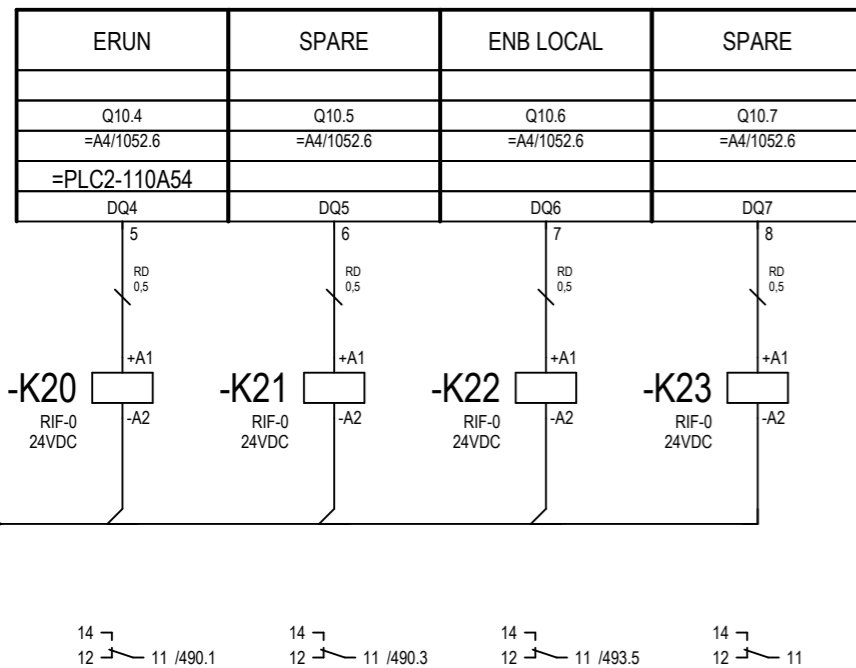 ERUN SPARE ENB LOCAL SPARE
Q10.4 Q10.5 Q10.6 Q10.7
=A4/1052.6 =A4/1052.6 =A4/1052.6 =A4/1052.6
=PLC2-110A54
DQ4 DQ5 DQ6 DQ7
5 6 7 8
RD RD RD RD
0,5 0,5 0,5 0,5
+A1 +A1 +A1 +A1
-K20 -K21 -K22 -K23
RIF-0 -A2 RIF-0 -A2 RIF-0 -A2 RIF-0 -A2
24VDC 24VDC 24VDC 24VDC
14 14 14 14
12 11 /490.1 12 11 /490.3 12 11 /493.5 12 11